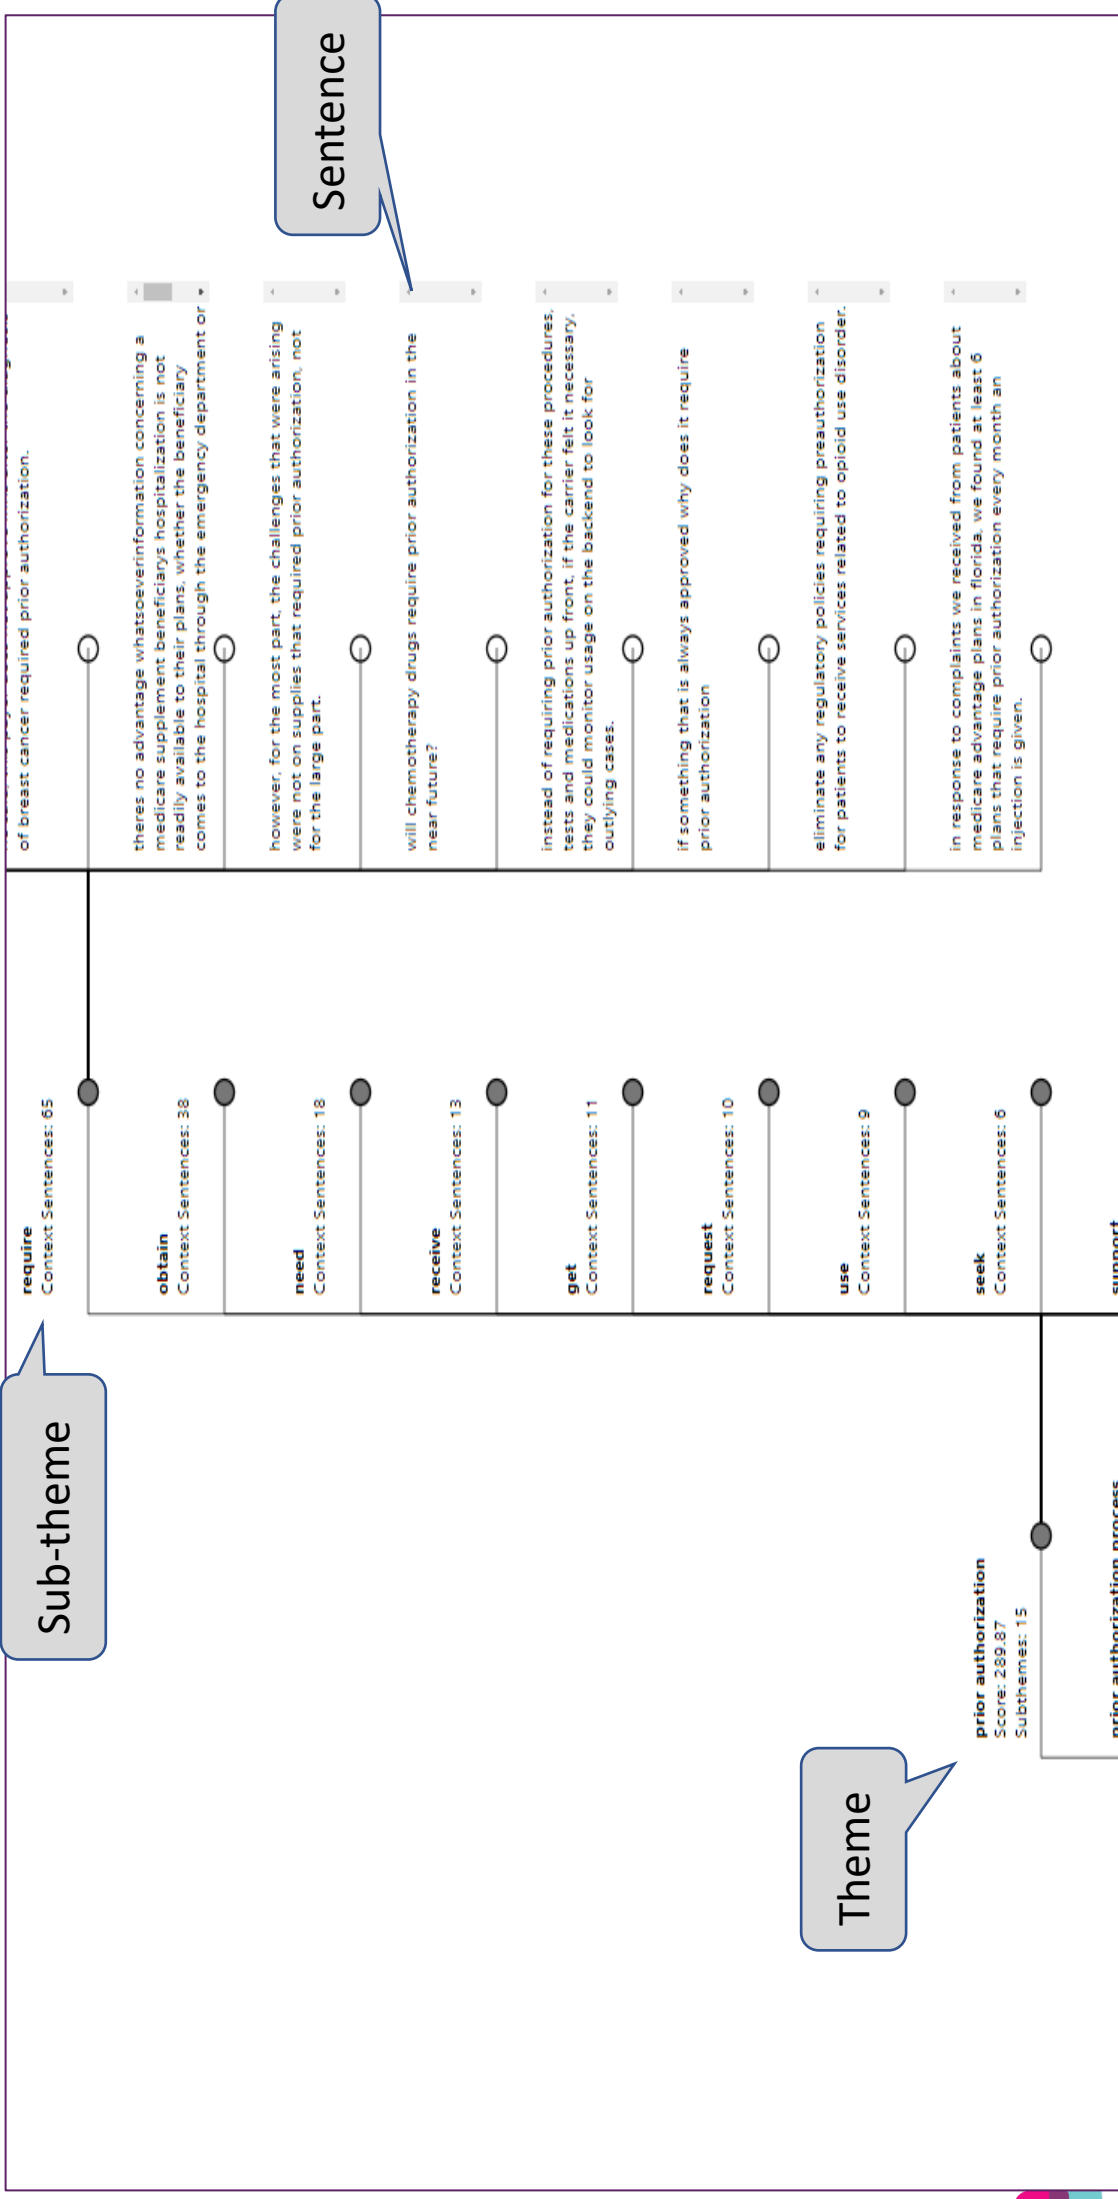 Sub-theme
Sentence
Theme
prior authorization
Score: 289.87
Subthemes: 15
prior authorization process
require
Context Sentences: 65
obtain
Context Sentences: 38
need
Context Sentences: 18
receive
Context Sentences: 13
get
Context Sentences: 11
request
Context Sentences: 10
use
Context Sentences: 9
seek
Context Sentences: 6
support
of breast cancer required prior authorization.
theres no advantage whatsoeverinformation concerning a
medicare supplement beneficiarys hospitalization is not
readily available to their plans, whether the beneficiary
comes to the hospital through the emergency department or
however, for the most part, the challenges that were arising
were not on supplies that required prior authorization, not
for the large part.
will chemotherapy drugs require prior authorization in the
near future?
instead of requiring prior authorization for these procedures,
tests and medications up front, if the carrier felt it necessary,
they could monitor usage on the backend to look for
outlying cases.
if something that is always approved why does it require
prior authorization
eliminate any regulatory policies requiring preauthorization
for patients to receive services related to opioid use disorder.
in response to complaints we received from patients about
medicare advantage plans in florida, we found at least 6
plans that require prior authorization every month an
injection is given.